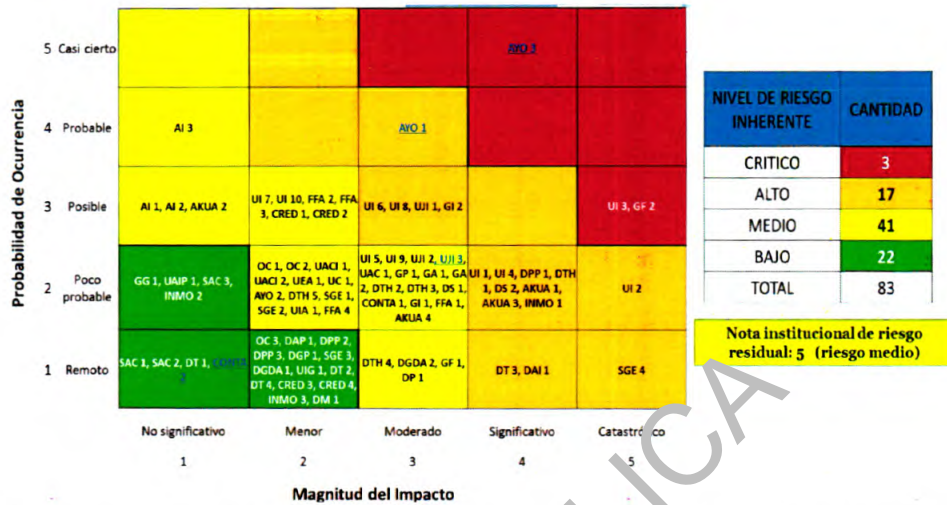 Probabilidad de Ocurrencia
5 Casi cierto
AYO 3
4 Probable
AI 3
AYO 1
3 Posible
AI 1, AI 2, AKUA 2
UI 7, UI 10, FFA 2, FFA
3, CRED 1, CRED 2
UI 6, UI 8, UJI 1, GI 2
UI 3, GF 2
2 Poco
probable
GG 1, UAIP 1, SAC 3,
INMO 2
OC 1, OC 2, UACI 1,
UACI 2, UEA 1, UC 1,
AYO 2, DTH 5, SGE 1,
SGE 2, UIA 1, FFA 4
UI 5, UI 9, UJI 2, UJI 3,
UAC 1, GP 1, GA 1, GA
2, DTH 2, DTH 3, DS 1,
CONTA 1, GI 1, FFA 1,
AKUA 4
UI 1, UI 4, DPP 1, DTH
1, DS 2, AKUA 1,
AKUA 3, INMO 1
UI 2
1 Remoto
SAC 1, SAC 2, DT 1, CONTA
2
OC 3, DAP 1, DPP 2,
DPP 3, DGP 1, SGE 3,
DGDA 1, UIG 1, DT 2,
DT 4, CRED 3, CRED 4,
INMO 3, DM 1
DTH 4, DGDA 2, GF 1,
DP 1
DT 3, DAI 1
SGE 4
No significativo
Menor
Moderado
Significativo
Catastrófico
1
2
3
4
5
Magnitud del Impacto
NIVEL DE RIESGO
INHERENTE
CANTIDAD
CRITICO 3
ALTO 17
MEDIO 41
BAJO 22
TOTAL 83
Nota institucional de riesgo
residual: 5 (riesgo medio)